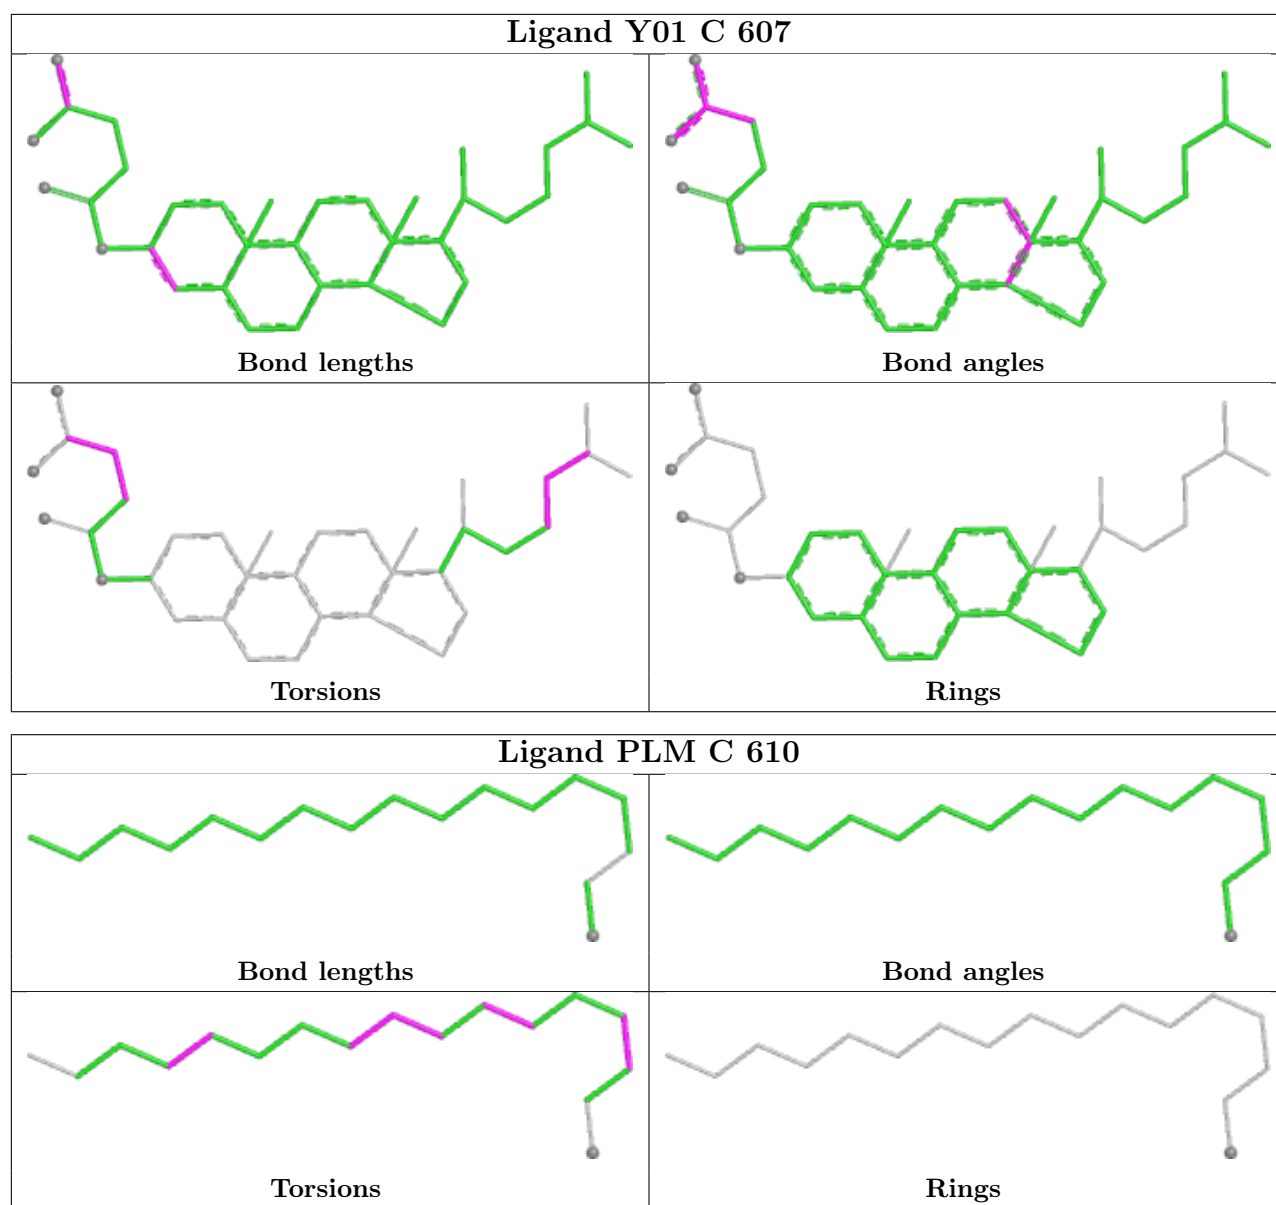 Ligand Y01 C 607
Bond lengths
Bond angles
Torsions
Rings
Ligand PLM C 610
Bond lengths
Bond angles
Torsions
Rings